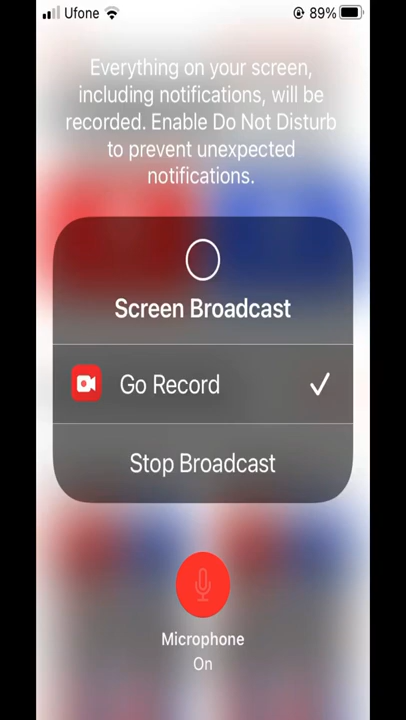 Ufone
89%
Everything on your screen,
including notifications, will be
recorded. Enable Do Not Disturb
to prevent unexpected
notifications.
Screen Broadcast
Go Record
Stop Broadcast
Microphone
On